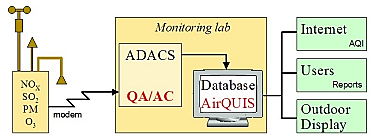 Monitoring lab
ADACS
QA/AC
NOX
SO2
PM
O3
modem
Database
AirQUIS
Internet
AQI
Users
Reports
Outdoor
Display